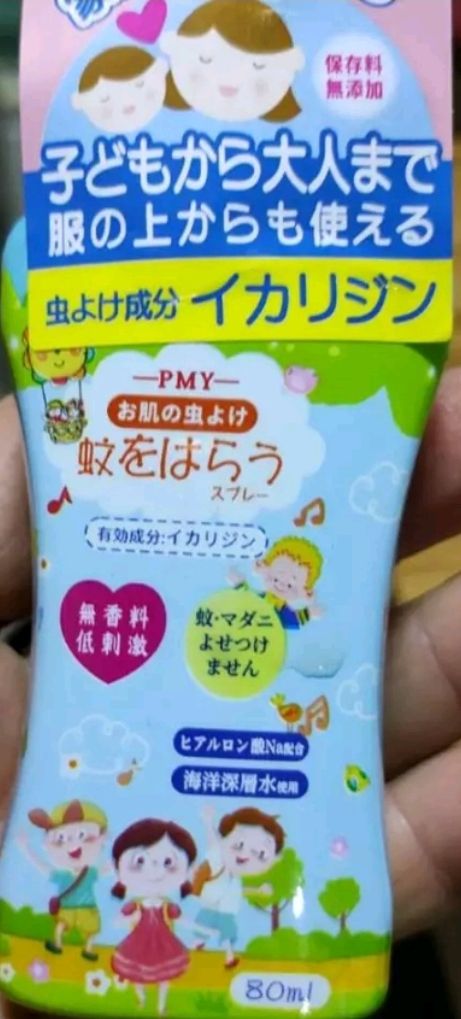 保存料
無添加
子どもから大人まで
服の上からも使える
虫よけ成分 イカリジン
—PMY—
お肌の虫よけ
蚊をはらう
スプレー
有効成分:イカリジン
無香料
低刺激
蚊・マダニ
よせつけ
ません
ヒアルロン酸Na配合
海洋深層水使用
80ml